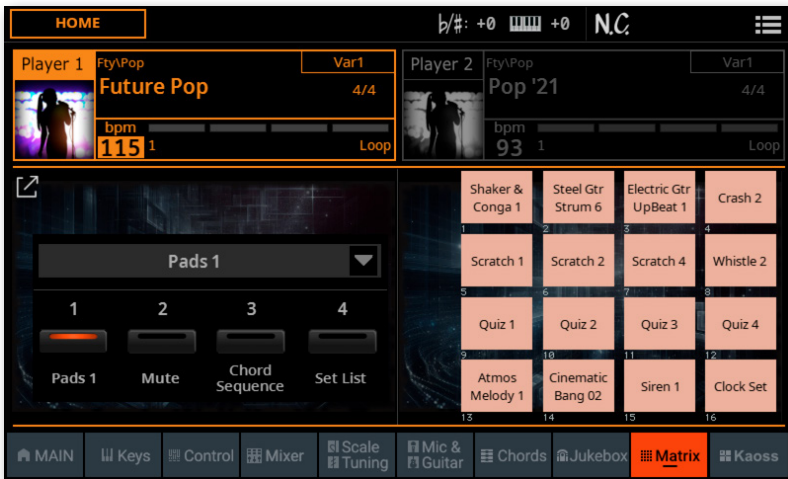 HOME
♭/#: +0 +0 N.C.
Player 1 Fty\Pop Var1
Future Pop 4/4
bpm
115 1 Loop
Player 2 Fty\Pop Var1
Pop '21 4/4
bpm
93 1 Loop
Pads 1
1 2 3 4
Pads 1 Mute Chord Sequence Set List
Shaker & Conga 1 Steel Gtr Strum 6 Electric Gtr UpBeat 1 Crash 2
1 2 3 4
Scratch 1 Scratch 2 Scratch 4 Whistle 2
5 6 7 8
Quiz 1 Quiz 2 Quiz 3 Quiz 4
9 10 11 12
Atmos Melody 1 Cinematic Bang 02 Siren 1 Clock Set
13 14 15 16
MAIN Keys Control Mixer Scale Tuning Mic & Guitar Chords Jukebox Matrix Kaoss